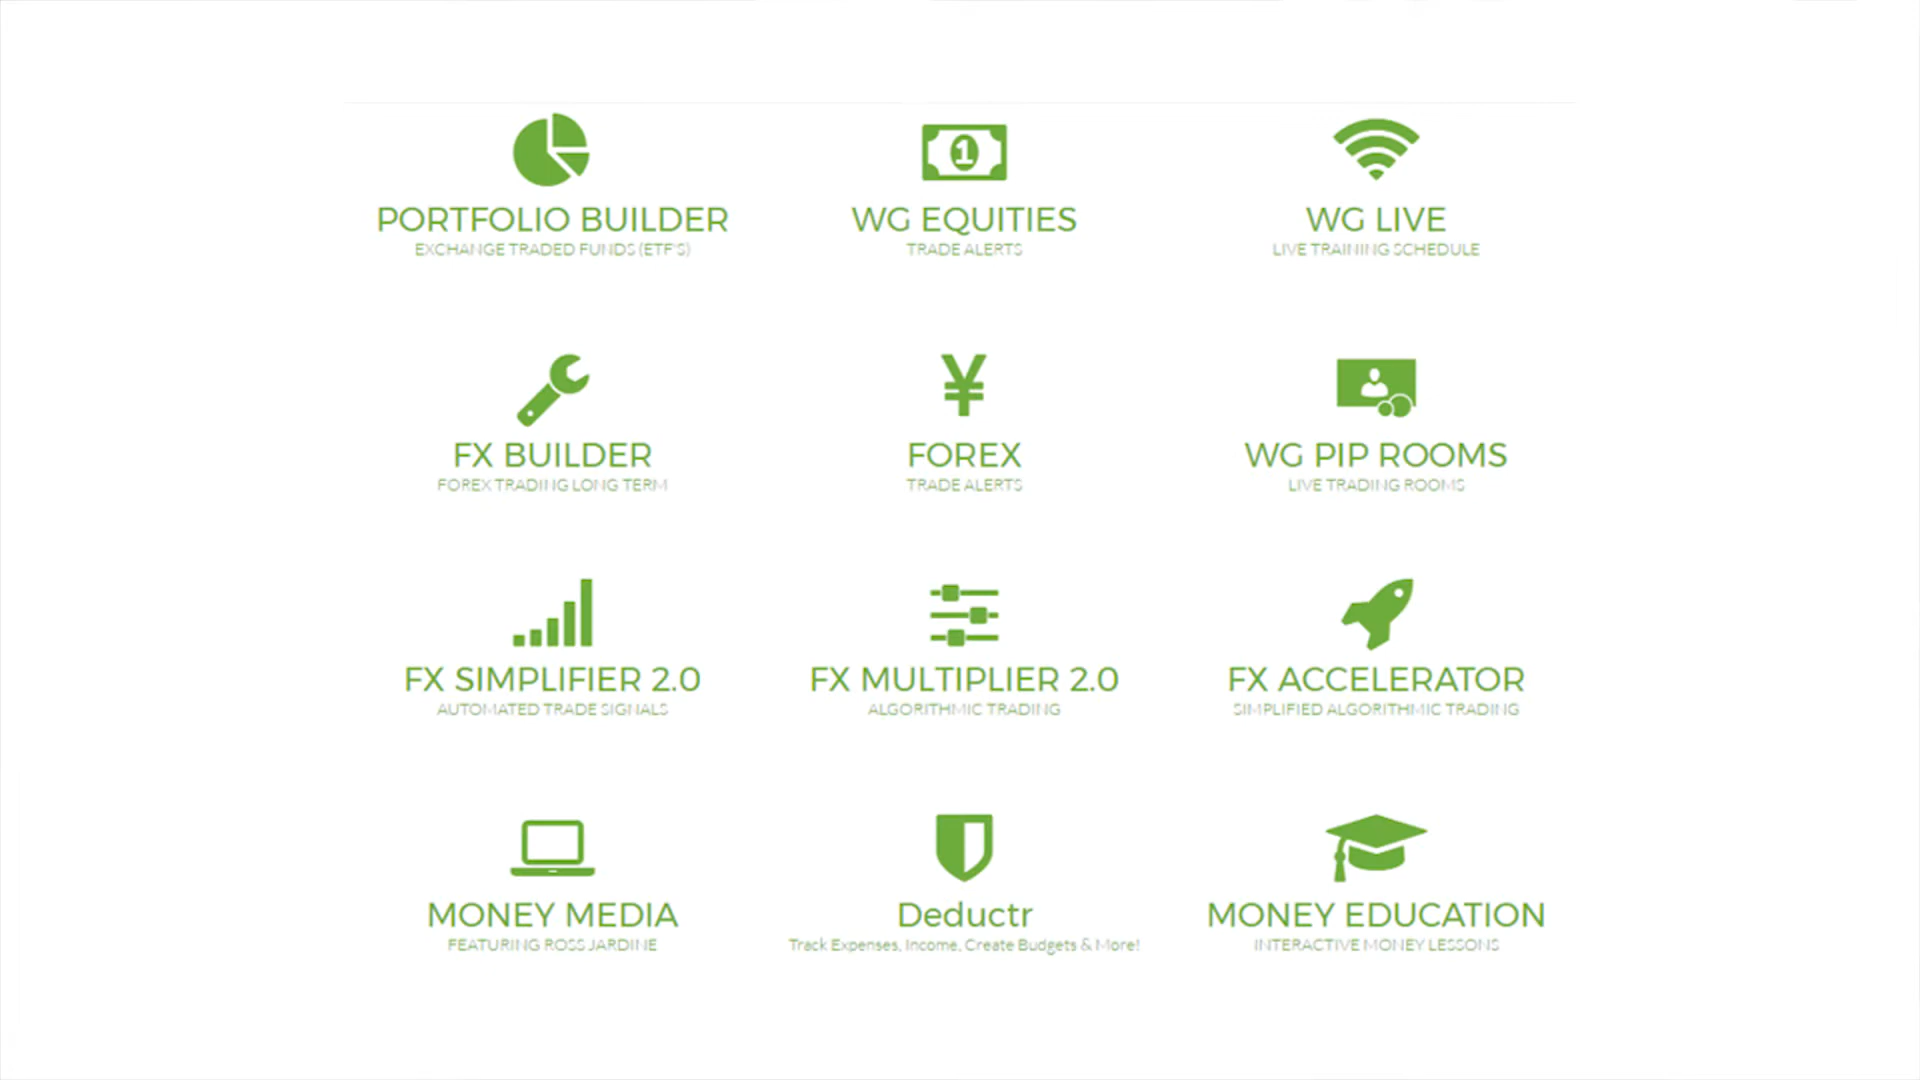 PORTFOLIO BUILDER
EXCHANGE TRADED FUNDS (ETF'S)
WG EQUITIES
TRADE ALERTS
WG LIVE
LIVE TRAINING SCHEDULE
FX BUILDER
FOREX TRADING LONG TERM
FOREX
TRADE ALERTS
WG PIP ROOMS
LIVE TRADING ROOMS
FX SIMPLIFIER 2.0
AUTOMATED TRADE SIGNALS
FX MULTIPLIER 2.0
ALGORITHMIC TRADING
FX ACCELERATOR
SIMPLIFIED ALGORITHMIC TRADING
MONEY MEDIA
FEATURING ROSS JARDINE
Deductr
Track Expenses, Income, Create Budgets & More!
MONEY EDUCATION
INTERACTIVE MONEY LESSONS